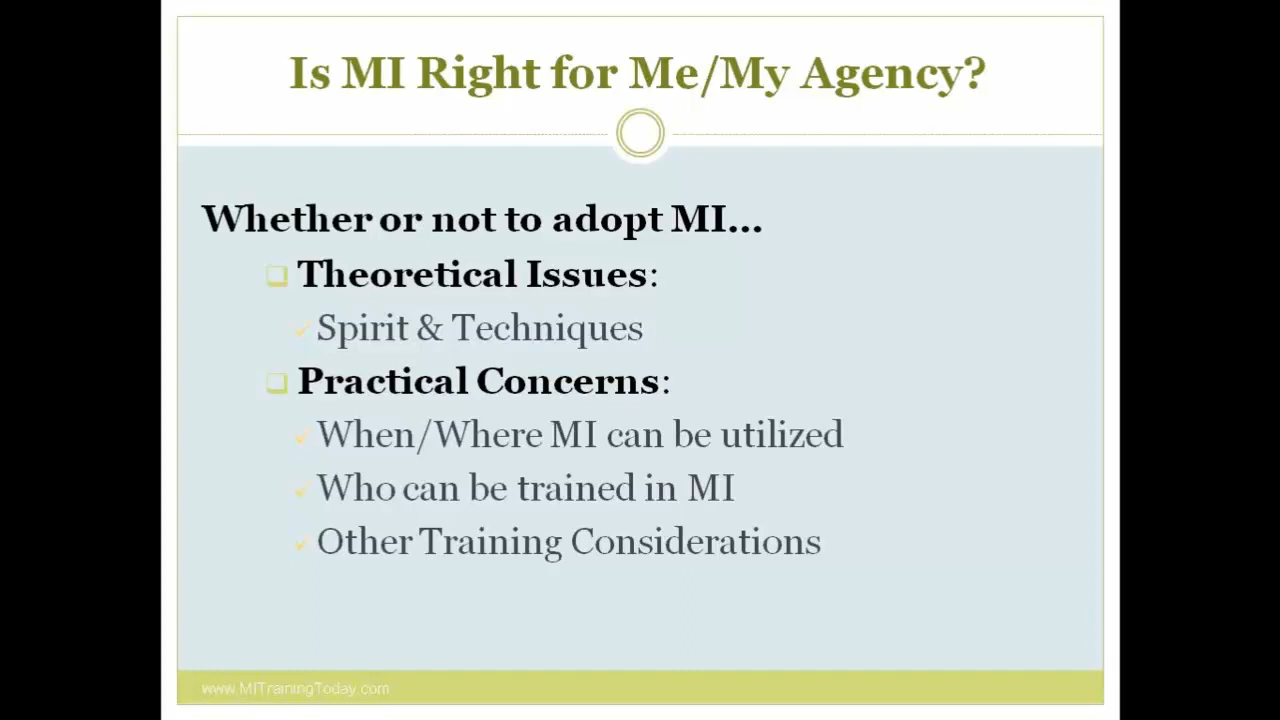 Is MI Right for Me/My Agency?
Whether or not to adopt MI...
Theoretical Issues:
Spirit & Techniques
Practical Concerns:
When/Where MI can be utilized
Who can be trained in MI
Other Training Considerations
www.MITrainingToday.com